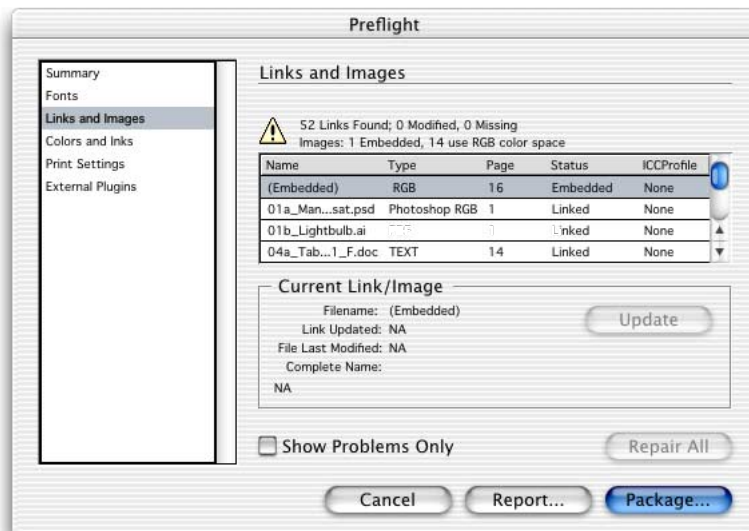 Preflight
Summary
Fonts
Links and Images
Colors and Inks
Print Settings
External Plugins
Links and Images
52 Links Found; 0 Modified, 0 Missing
Images: 1 Embedded, 14 use RGB color space
Name Type Page Status ICCProfile
(Embedded) RGB 16 Embedded None
01a_Man...sat.psd Photoshop RGB 1 Linked None
01b_Lightbulb.ai Linked None
04a_Tab...1_F.doc TEXT 14 Linked None
Current Link/Image
Filename: (Embedded)
Link Updated: NA
File Last Modified: NA
Complete Name:
NA
Update
Show Problems Only
Repair All
Cancel Report... Package...